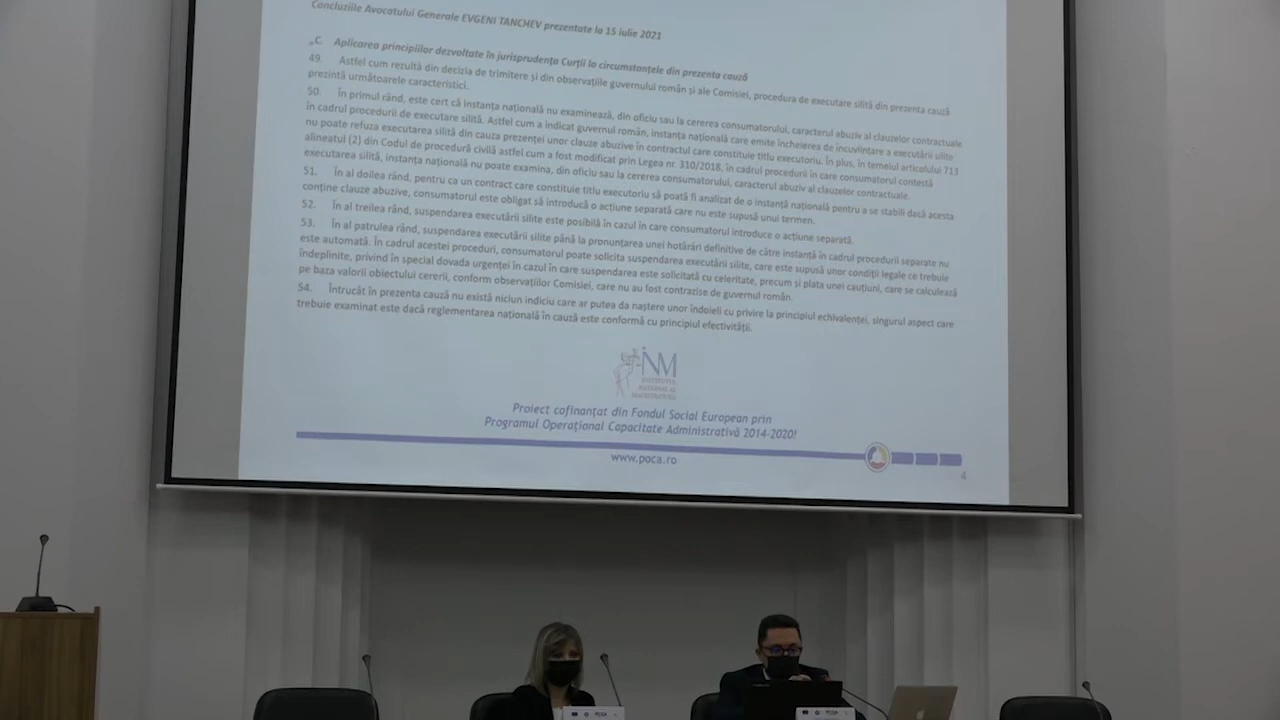 Concluziile Avocatului Generale EVGENI TANCHEV prezentate la 15 iulie 2021
„C. Aplicarea principiilor dezvoltate în jurisprudența Curții la circumstanțele din prezenta cauză
49. Astfel cum rezultă din decizia de trimitere și din observațiile guvernului român și ale Comisiei, procedura de executare silită din prezenta cauză
prezintă următoarele caracteristici.
50. În primul rând, este cert că instanța națională nu examinează, din oficiu sau la cererea consumatorului, caracterul abuziv al clauzelor contractuale
în cadrul procedurii de executare silită. Astfel cum a indicat guvernul român, instanța națională care emite încheierea de încuviințare a executării silite
nu poate refuza executarea silită din cauza prezenței unor clauze abuzive în contractul care constituie titlu executoriu. În plus, în temeiul articolului 713
alineatul (2) din Codul de procedură civilă astfel cum a fost modificat prin Legea nr. 310/2018, în cadrul procedurii în care consumatorul contestă
executarea silită, instanța națională nu poate examina, din oficiu sau la cererea consumatorului, caracterul abuziv al clauzelor contractuale.
51. În al doilea rând, pentru ca un contract care constituie titlu executoriu să poată fi analizat de o instanță națională pentru a se stabili dacă acesta
conține clauze abuzive, consumatorul este obligat să introducă o acțiune separată care nu este supusă unui termen.
52. În al treilea rând, suspendarea executării silite este posibilă în cazul în care consumatorul introduce o acțiune separată.
53. În al patrulea rând, suspendarea executării silite până la pronunțarea unei hotărâri definitive de către instanță în cadrul procedurii separate nu
este automată. În cadrul acestei proceduri, consumatorul poate solicita suspendarea executării silite, care este supusă unor condiții legale ce trebuie
îndeplinite, privind în special dovada urgenței în cazul în care suspendarea este solicitată cu celeritate, precum și plata unei cauțiuni, care se calculează
pe baza valorii obiectului cererii, conform observațiilor Comisiei, care nu au fost contrazise de guvernul român.
54. Întrucât în prezenta cauză nu există niciun indiciu care ar putea da naștere unor îndoieli cu privire la principiul echivalenței, singurul aspect care
trebuie examinat este dacă reglementarea națională în cauză este conformă cu principiul efectivității.
INM
INSTITUTUL
NAȚIONAL AL
MAGISTRATURII
Proiect cofinanțat din Fondul Social European prin
Programul Operațional Capacitate Administrativă 2014-2020!
www.poca.ro
4